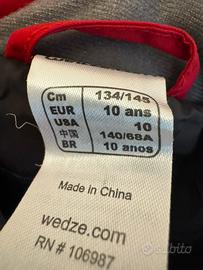 Cm 134/145
EUR 10 ans
USA 10
中国 140/68A
BR 10 anos
Made in China
wedze.com
RN # 106987
subito